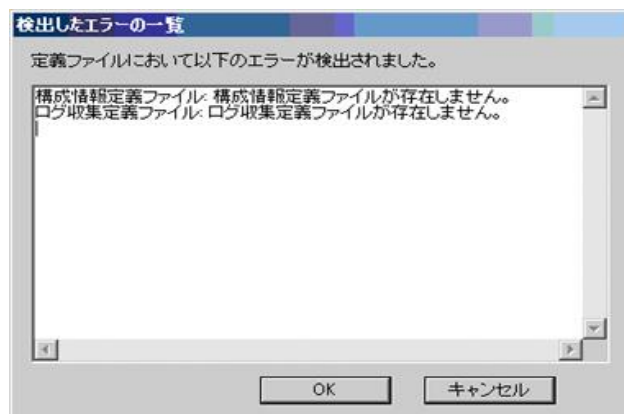 検出したエラーの一覧
定義ファイルにおいて以下のエラーが検出されました。
構成情報定義ファイル: 構成情報定義ファイルが存在しません。
ログ収集定義ファイル: ログ収集定義ファイルが存在しません。
OK
キャンセル